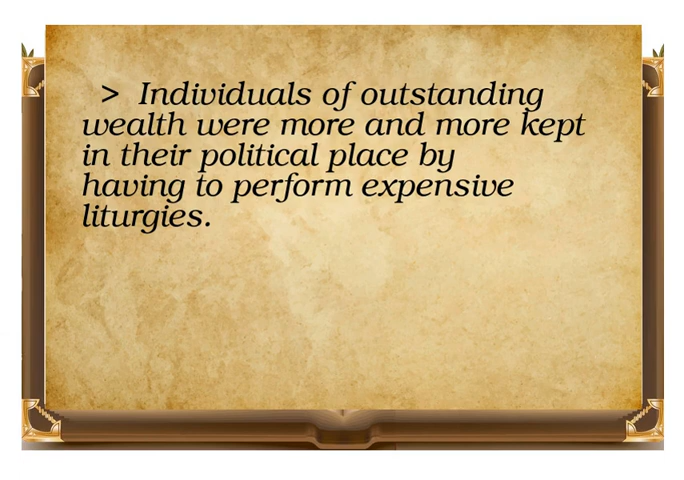 > Individuals of outstanding
wealth were more and more kept
in their political place by
having to perform expensive
liturgies.